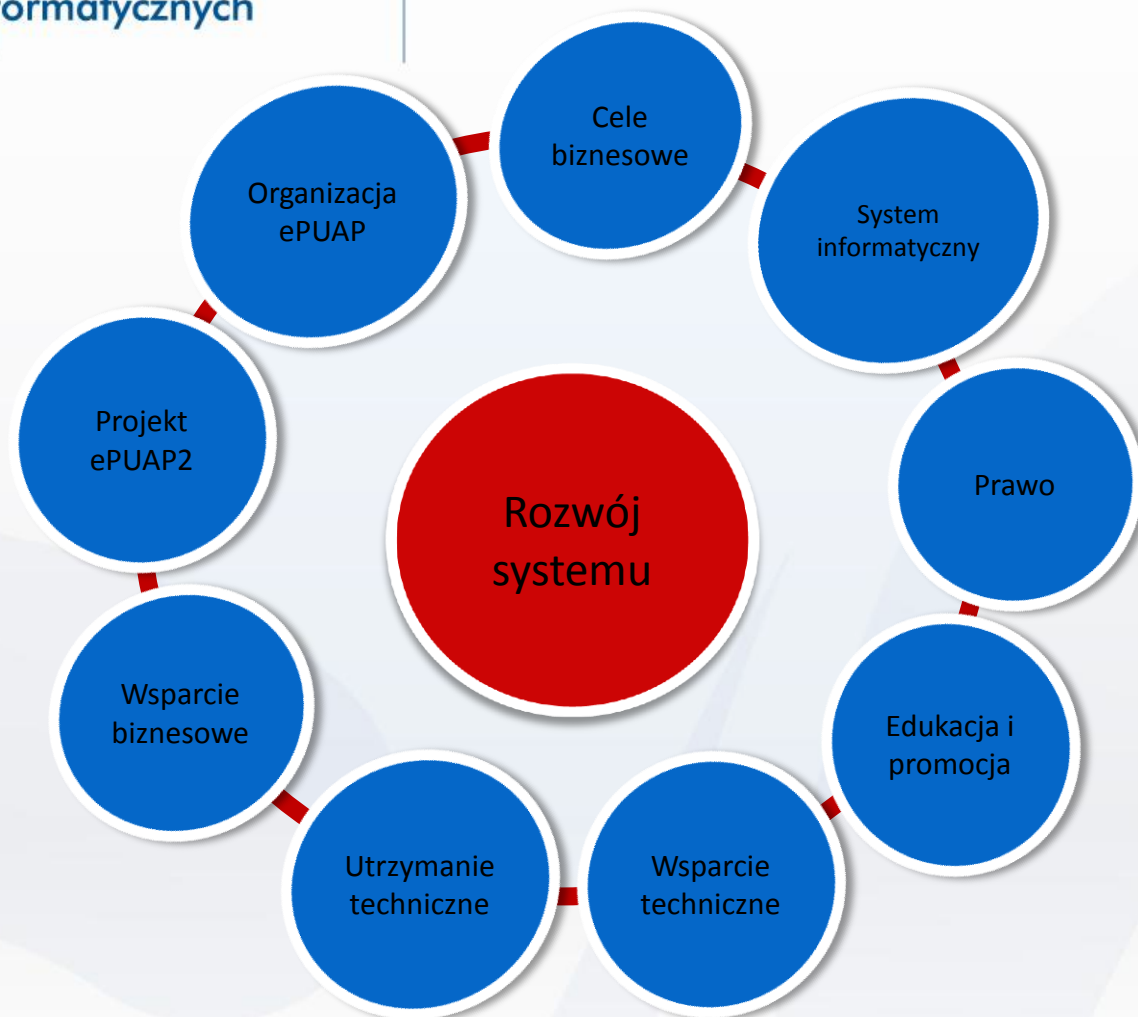 formatycznych
Cele
biznesowe
System
informatyczny
Prawo
Edukacja i
promocja
Wsparcie
techniczne
Utrzymanie
techniczne
Wsparcie
biznesowe
Projekt
ePUAP2
Organizacja
ePUAP
Rozwój
systemu